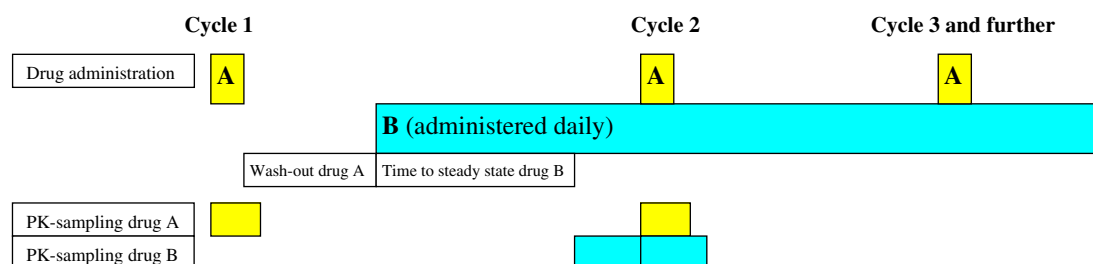 Cycle 1 Cycle 2 Cycle 3 and further
Drug administration A A A
B (administered daily)
Wash-out drug A Time to steady state drug B
PK-sampling drug A
PK-sampling drug B